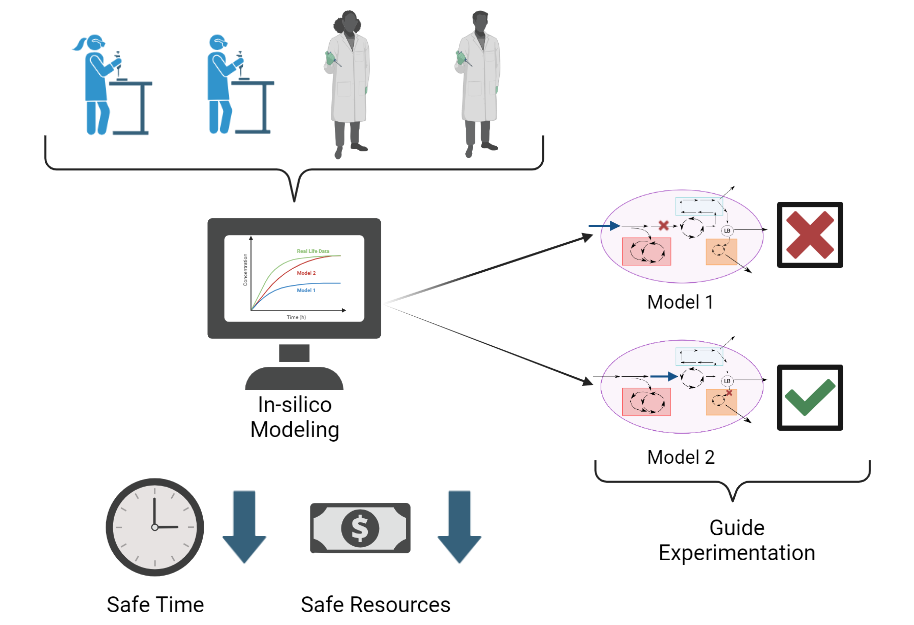 Real Life Data
Model 2
Model 1
Concentration
Time (h)
In-silico
Modeling
LB
Model 1
LB
Model 2
Guide
Experimentation
$
Safe Time
Safe Resources